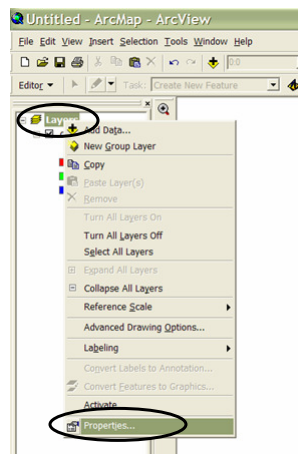 Untitled - ArcMap - ArcView
File Edit View Insert Selection Tools Window Help
0:0
Editor Task: Create New Feature
Layers
Add Data...
New Group Layer
Copy
Paste Layer(s)
Remove
Turn All Layers On
Turn All Layers Off
Select All Layers
Expand All Layers
Collapse All Layers
Reference Scale
Advanced Drawing Options...
Labeling
Convert Labels to Annotation...
Convert Features to Graphics...
Activate
Properties...